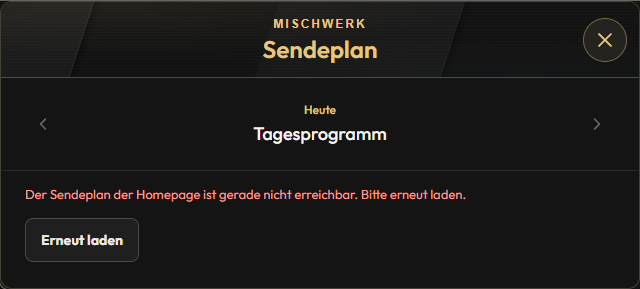 MISCHWERK
Sendeplan
Heute
Tagesprogramm
Der Sendeplan der Homepage ist gerade nicht erreichbar. Bitte erneut laden.
Erneut laden